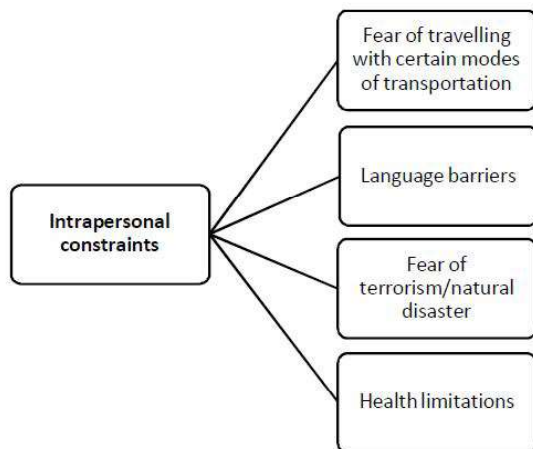 Fear of travelling
with certain modes
of transportation
Language barriers
Intrapersonal
constraints
Fear of
terrorism/natural
disaster
Health limitations